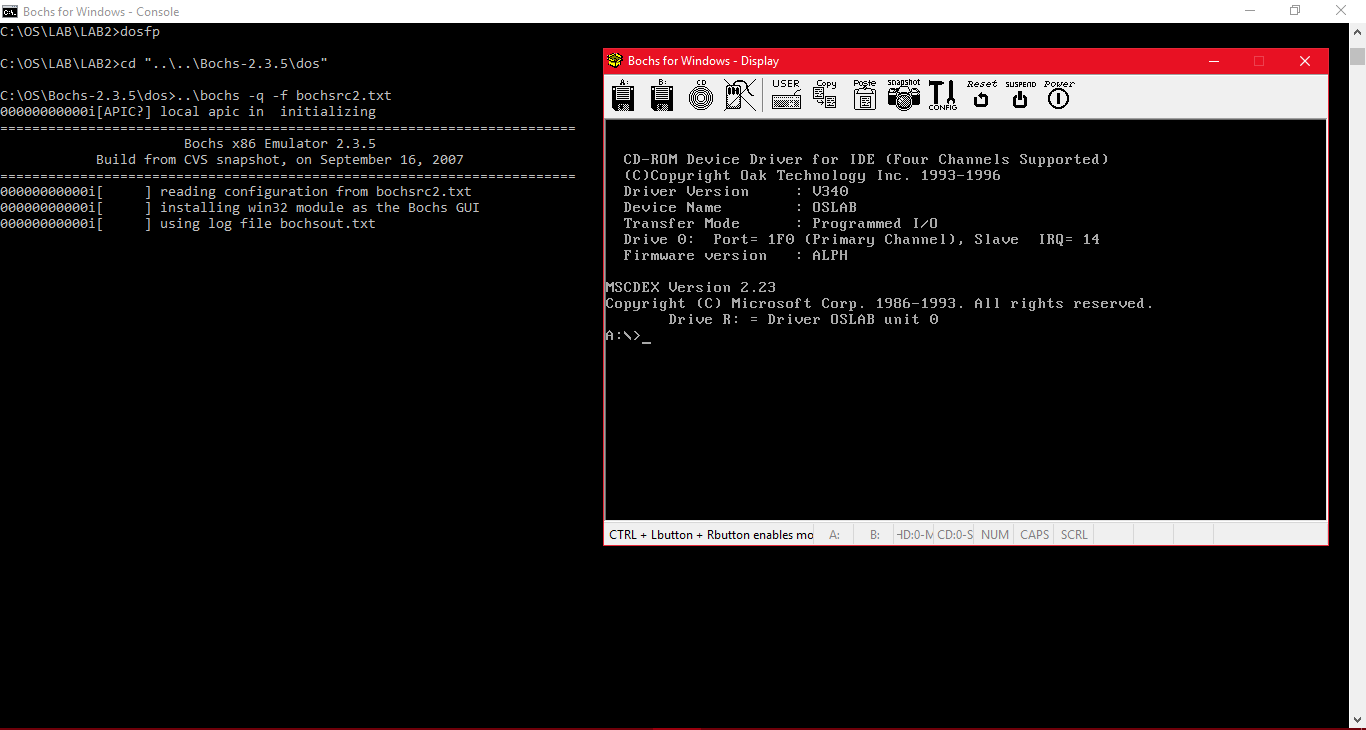 Bochs for Windows - Console
C:\OS\LAB\LAB2>dosfp
C:\OS\LAB\LAB2>cd "..\..\Bochs-2.3.5\dos"
C:\OS\Bochs-2.3.5\dos>..\bochs -q -f bochsrc2.txt
00000000000i[APIC?] local apic in  initializing
========================================================================
Bochs x86 Emulator 2.3.5
Build from CVS snapshot, on September 16, 2007
========================================================================
00000000000i[     ] reading configuration from bochsrc2.txt
00000000000i[     ] installing win32 module as the Bochs GUI
00000000000i[     ] using log file bochsout.txt
Bochs for Windows - Display
A: B: CD USER Copy Paste snapshot CONFIG Reset SUSPEND Power
CD-ROM Device Driver for IDE (Four Channels Supported)
(C)Copyright Oak Technology Inc. 1993-1996
Driver Version     : V340
Device Name        : OSLAB
Transfer Mode      : Programmed I/O
Drive 0:  Port= 1F0 (Primary Channel), Slave  IRQ= 14
Firmware version   : ALPH
MSCDEX Version 2.23
Copyright (C) Microsoft Corp. 1986-1993. All rights reserved.
Drive R: = Driver OSLAB unit 0
A:\>_
CTRL + Lbutton + Rbutton enables mo A: B: HD:0-M CD:0-S NUM CAPS SCRL